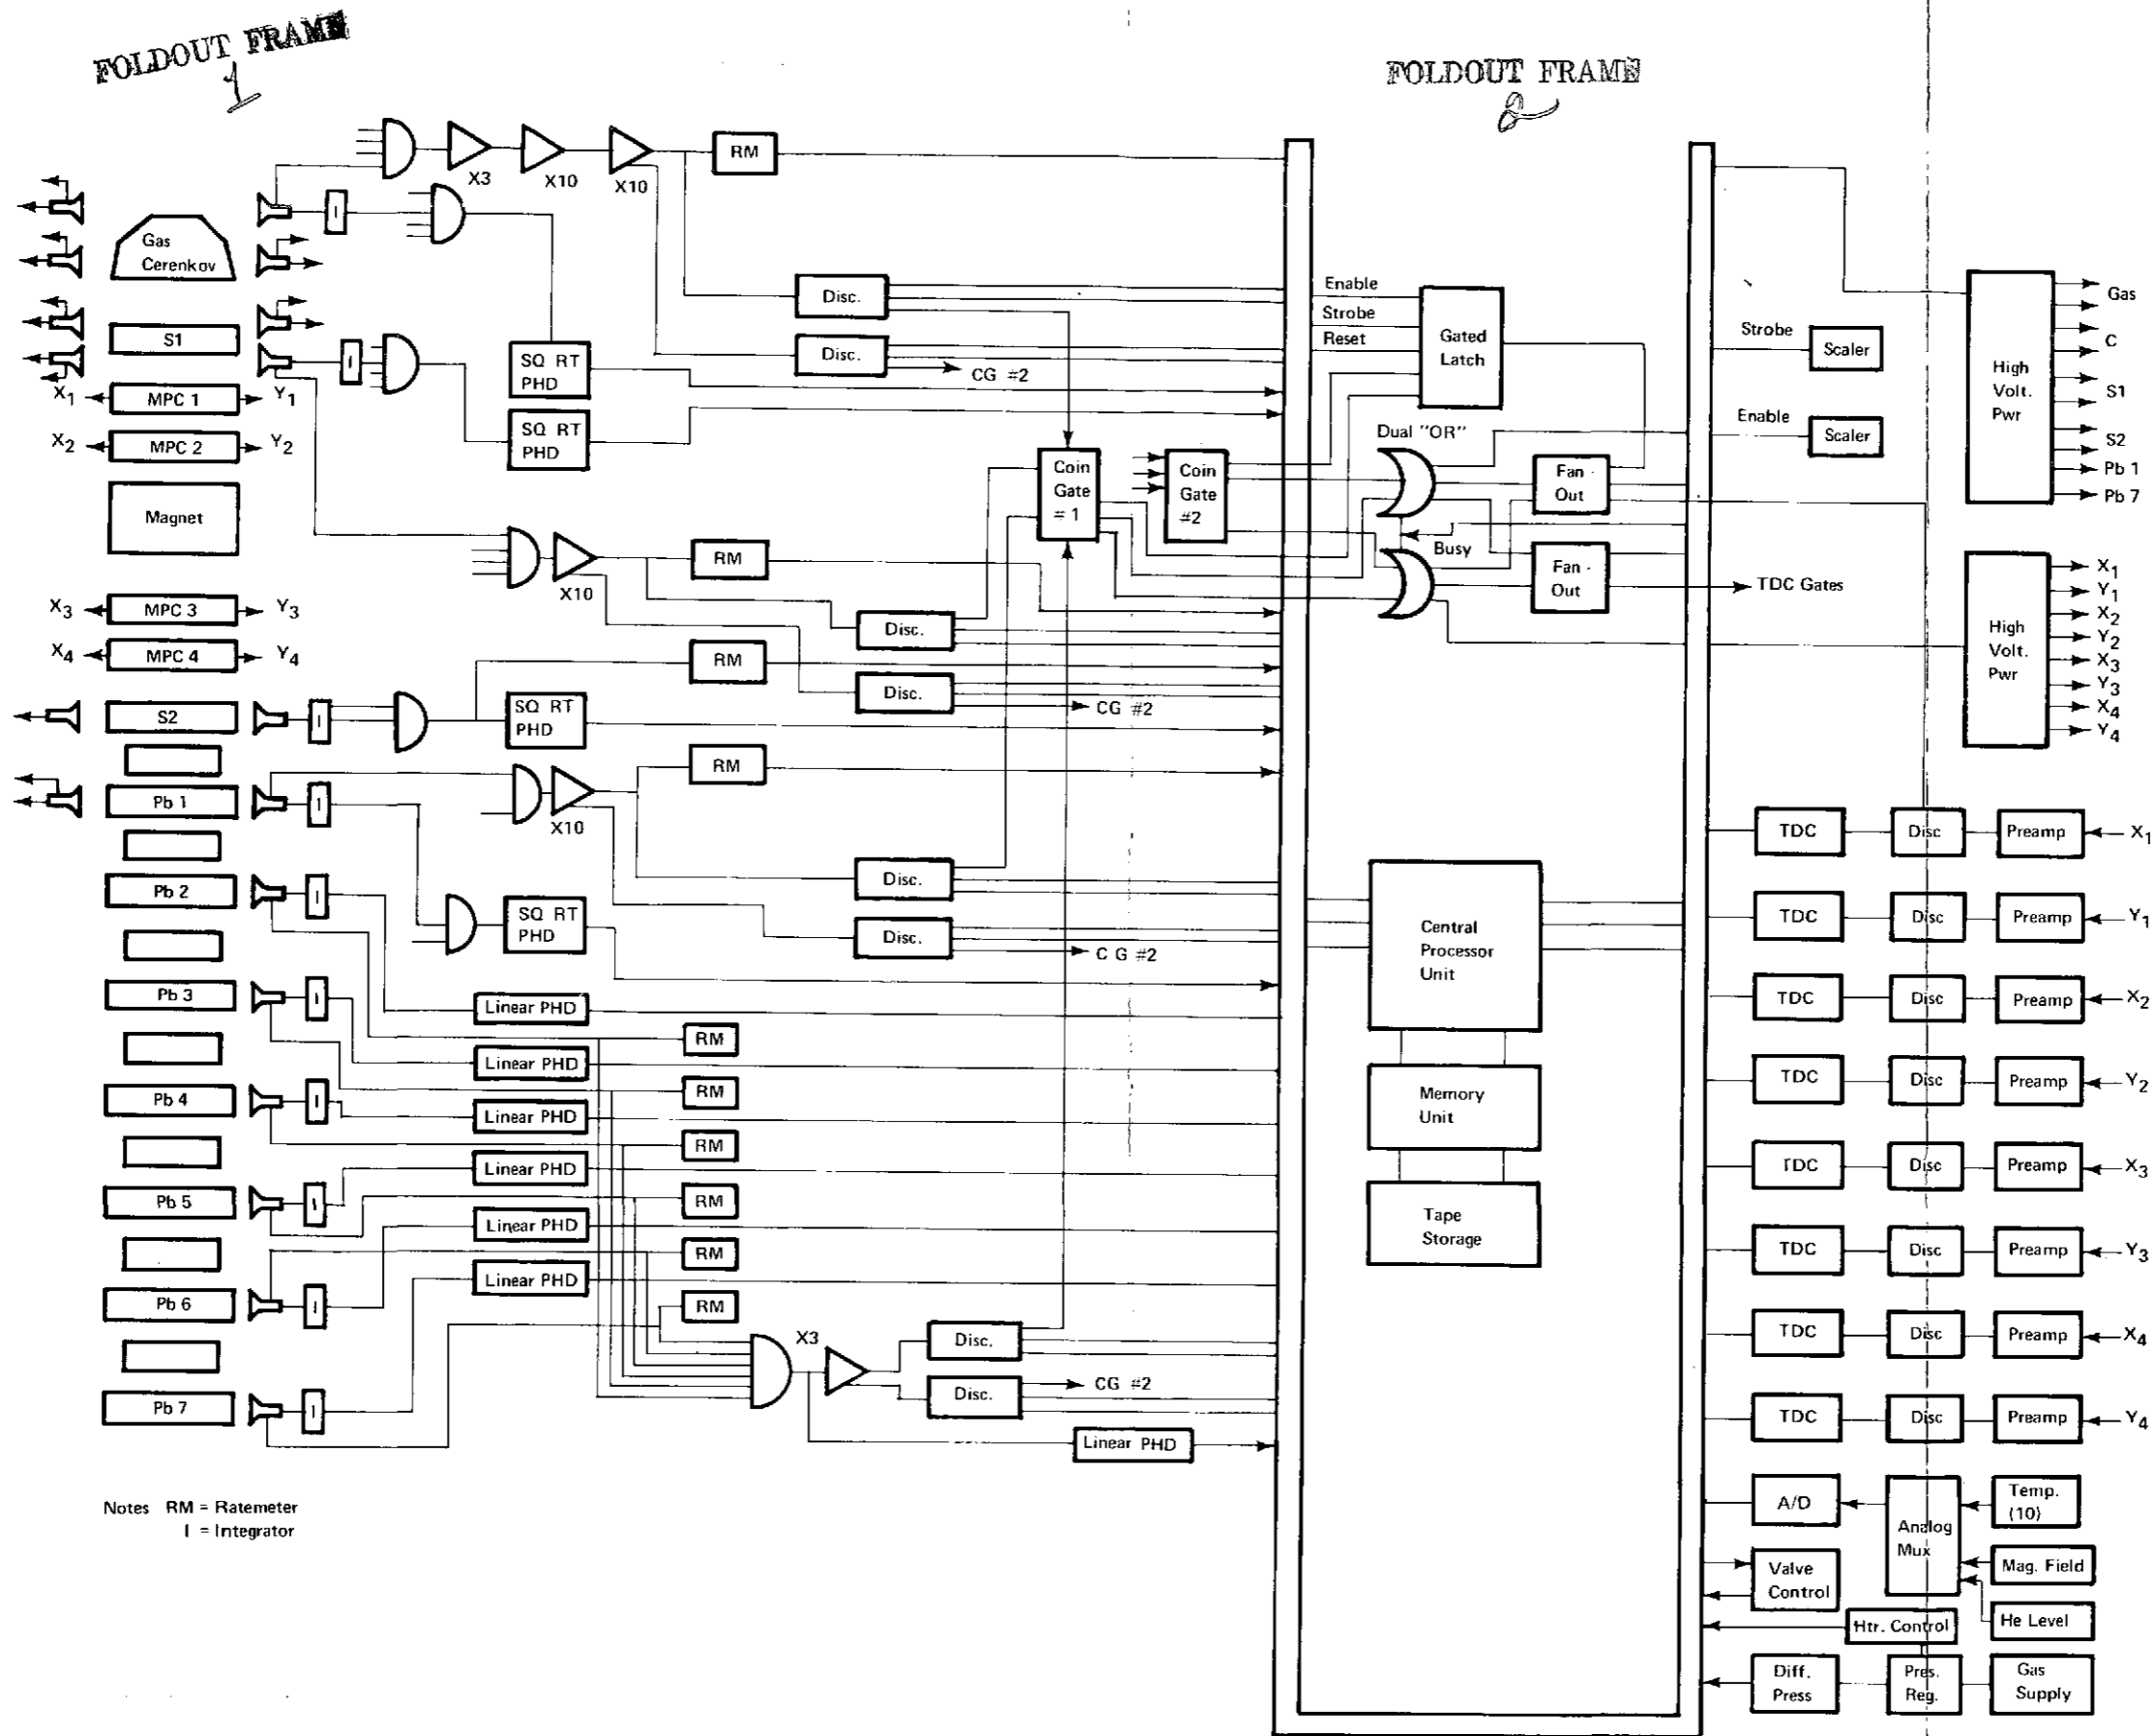 FOLDOUT FRAME
1
FOLDOUT FRAME
2
X3
X10
X10
RM
Gas
Cerenkov
I
S1
I
SQ RT
PHD
SQ RT
PHD
Disc.
Disc.
CG #2
X1
MPC 1
Y1
X2
MPC 2
Y2
Magnet
Coin
Gate
# 1
Coin
Gate
#2
X10
RM
Disc.
X3
MPC 3
Y3
X4
MPC 4
Y4
RM
Disc.
CG #2
S2
I
SQ RT
PHD
RM
Pb 1
I
X10
Disc.
Pb 2
I
SQ RT
PHD
Disc.
C G #2
Pb 3
I
Linear PHD
RM
Linear PHD
Pb 4
I
RM
Linear PHD
RM
Linear PHD
Pb 5
I
RM
Linear PHD
RM
Linear PHD
Pb 6
I
RM
X3
Disc.
Disc.
CG #2
Pb 7
I
Linear PHD
Notes RM = Ratemeter
I = Integrator
Enable
Strobe
Reset
Gated
Latch
Dual "OR"
Fan -
Out
Busy
Fan -
Out
TDC Gates
Central
Processor
Unit
Memory
Unit
Tape
Storage
Strobe
Scaler
Enable
Scaler
High
Volt.
Pwr
Gas
C
S1
S2
Pb 1
Pb 7
High
Volt.
Pwr
X1
Y1
X2
Y2
X3
Y3
X4
Y4
TDC Disc Preamp X1
TDC Disc Preamp Y1
TDC Disc Preamp X2
TDC Disc Preamp Y2
TDC Disc Preamp X3
TDC Disc Preamp Y3
TDC Disc Preamp X4
TDC Disc Preamp Y4
A/D
Analog
Mux
Temp.
(10)
Valve
Control
Mag. Field
He Level
Htr. Control
Diff.
Press
Pres.
Reg.
Gas
Supply